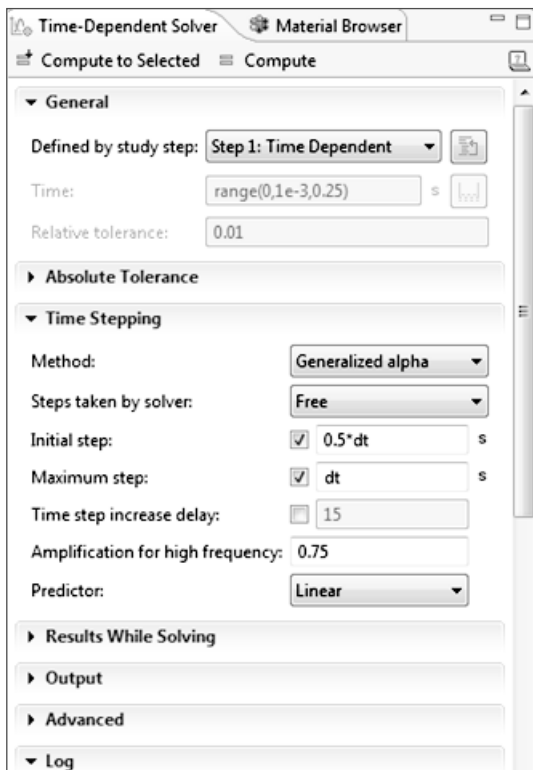 Time-Dependent Solver Material Browser
Compute to Selected = Compute
General
Defined by study step: Step 1: Time Dependent
Time: range(0,1e-3,0.25) s
Relative tolerance: 0.01
Absolute Tolerance
Time Stepping
Method: Generalized alpha
Steps taken by solver: Free
Initial step: 0.5*dt s
Maximum step: dt s
Time step increase delay: 15
Amplification for high frequency: 0.75
Predictor: Linear
Results While Solving
Output
Advanced
Log